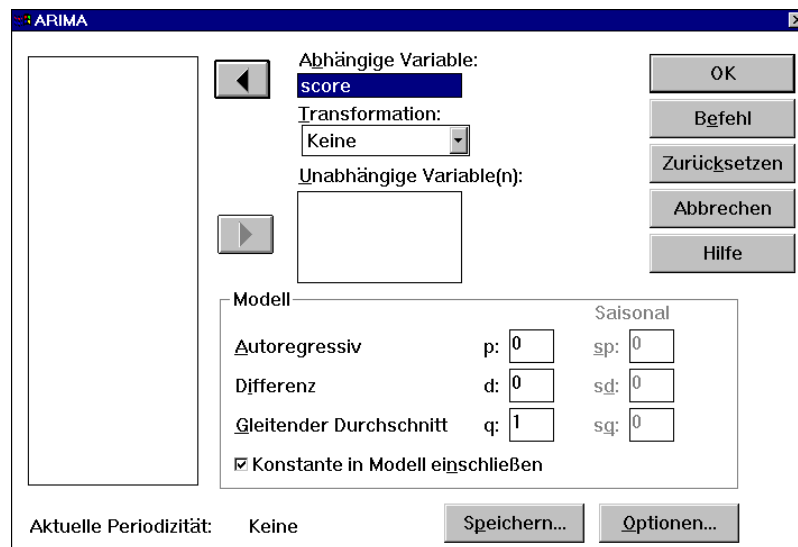 ARIMA
Abhängige Variable:
score
Transformation:
Keine
Unabhängige Variable(n):
OK
Befehl
Zurücksetzen
Abbrechen
Hilfe
Modell
Saisonal
Autoregressiv p: 0 sp: 0
Differenz d: 0 sd: 0
Gleitender Durchschnitt q: 1 sq: 0
Konstante in Modell einschließen
Aktuelle Periodizität: Keine
Speichern... Optionen...